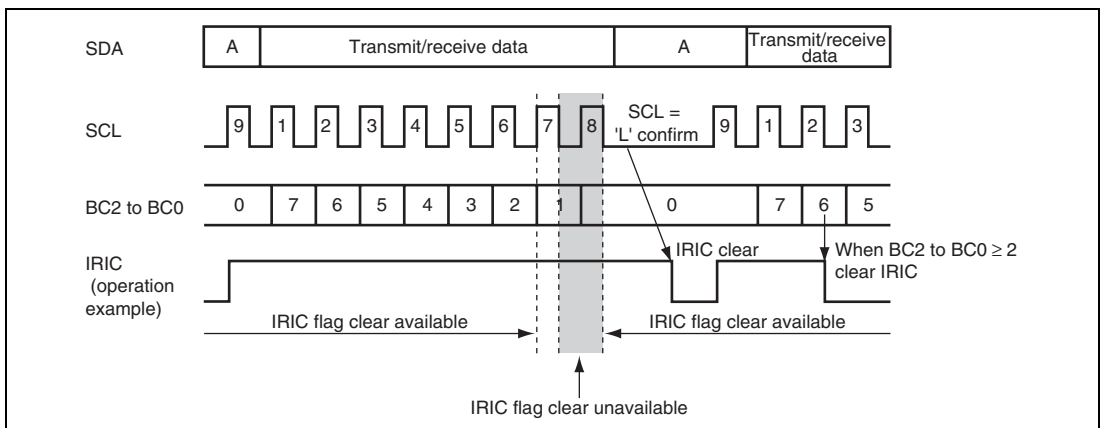 SDA A Transmit/receive data A Transmit/receive
data
SCL 9 1 2 3 4 5 6 7 8 SCL =
'L' confirm 9 1 2 3
BC2 to BC0 0 7 6 5 4 3 2 1 0 7 6 5
IRIC
(operation
example)
IRIC clear
When BC2 to BC0 ≥ 2
clear IRIC
IRIC flag clear available
IRIC flag clear available
IRIC flag clear unavailable